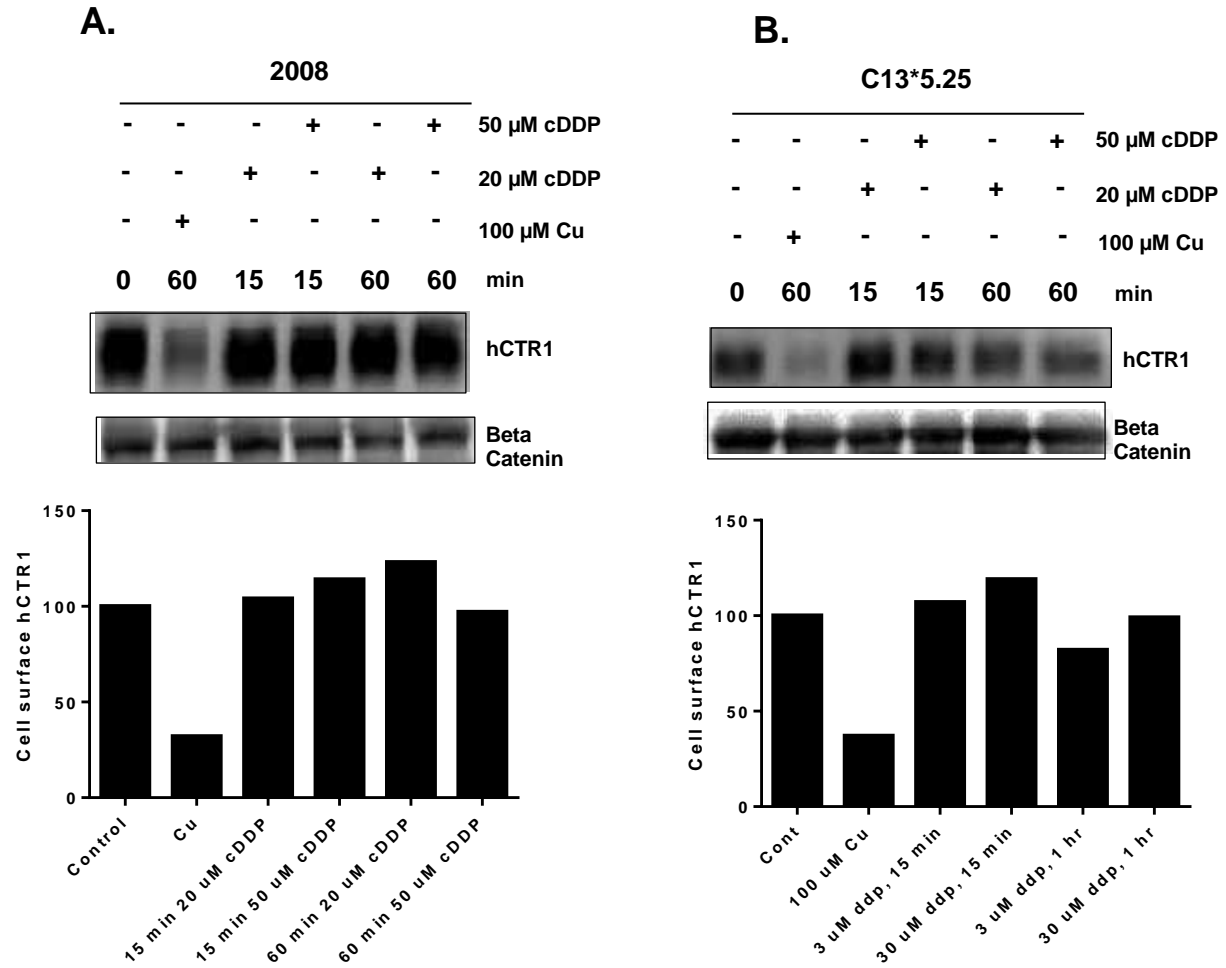 A.
2008
- - - + - + 50 µM cDDP
- - + - + - 20 µM cDDP
- + - - - - 100 µM Cu
0 60 15 15 60 60 min
hCTR1
Beta
Catenin
150
100
50
0
Cell surface hCTR1
Control
Cu
15 min 20 uM cDDP
15 min 50 uM cDDP
60 min 20 uM cDDP
60 min 50 uM cDDP
B.
C13*5.25
- - - + - + 50 µM cDDP
- - + - + - 20 µM cDDP
- + - - - - 100 µM Cu
0 60 15 15 60 60 min
hCTR1
Beta
Catenin
150
100
50
0
Cell surface hCTR1
Cont
100 uM Cu
3 uM ddp, 15 min
30 uM ddp, 15 min
3 uM ddp, 1 hr
30 uM ddp, 1 hr